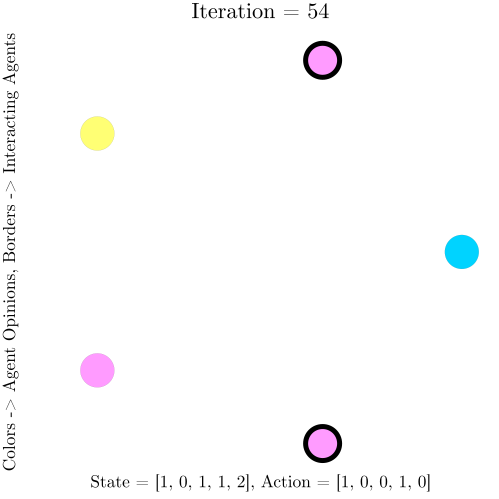 Iteration = 54
Colors -> Agent Opinions, Borders -> Interacting Agents
State = [1, 0, 1, 1, 2], Action = [1, 0, 0, 1, 0]